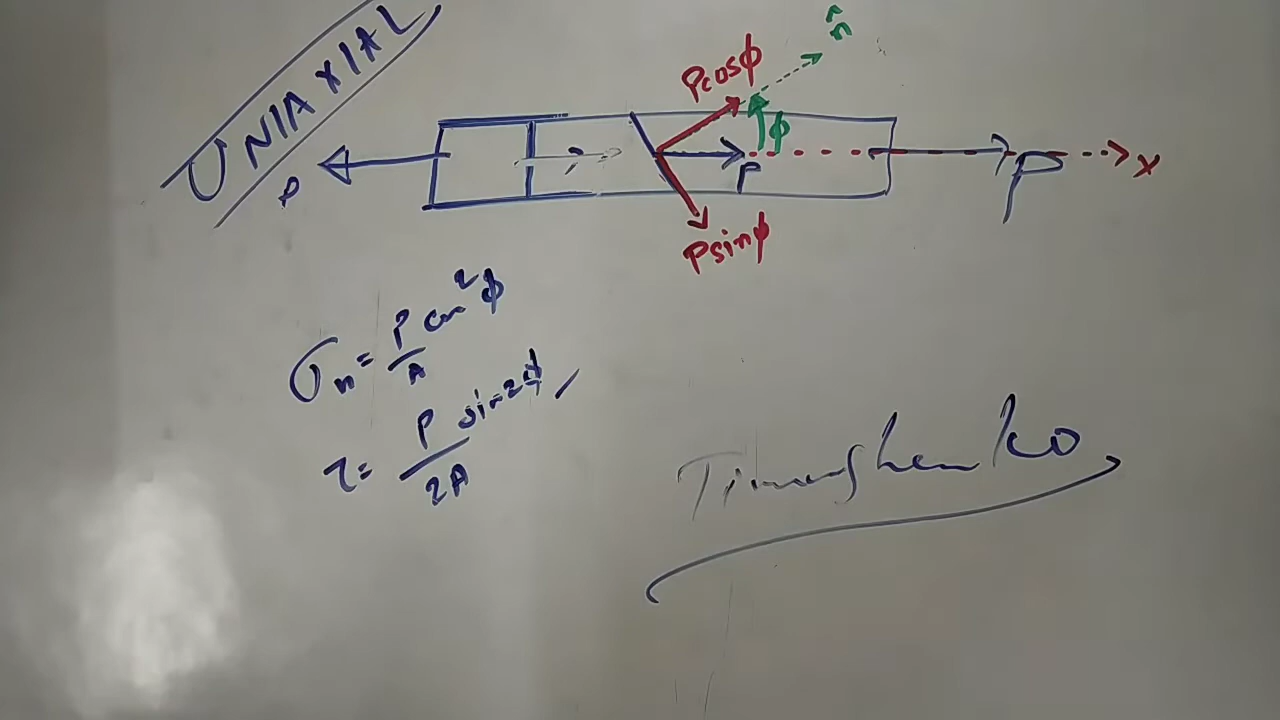 UNIAXIAL
n̂
Pcosϕ
ϕ
P
P
P
x
Psinϕ
σn = P/A cos²ϕ
τ = P/2A sin2ϕ
Timoshenko